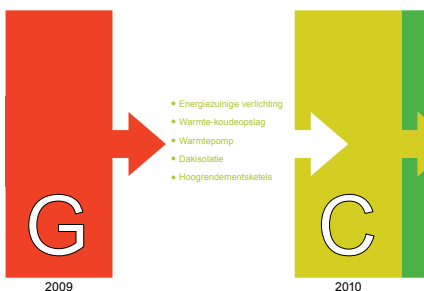 Energiezuinige verlichting
Warmte-koudeopslag
Warmtepomp
Dakisolatie
Hoogrendementsketels
G
C
2009
2010